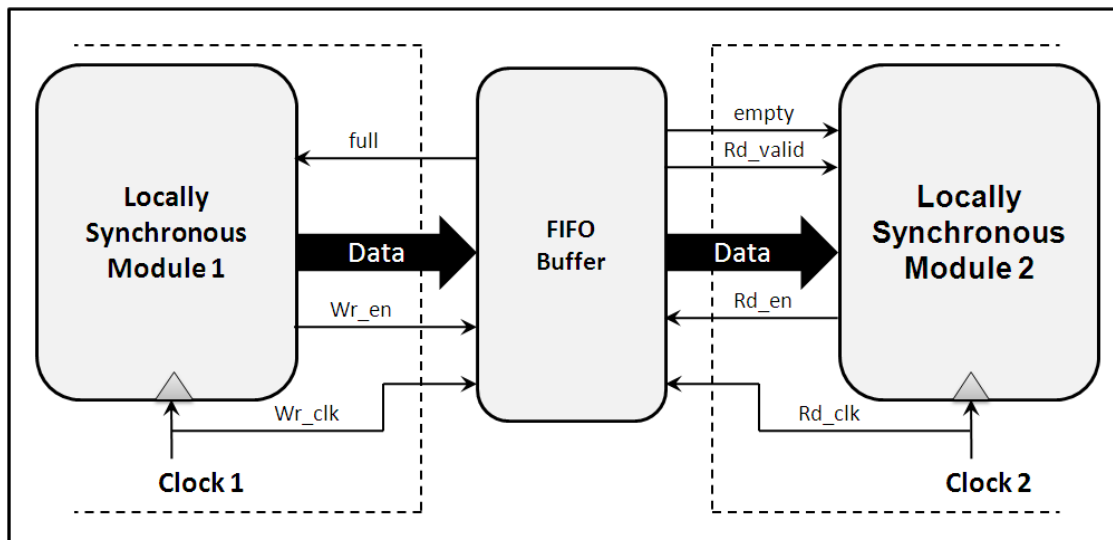 Locally
Synchronous
Module 1
full
Data
Wr_en
Wr_clk
Clock 1
FIFO
Buffer
empty
Rd_valid
Data
Rd_en
Rd_clk
Locally
Synchronous
Module 2
Clock 2